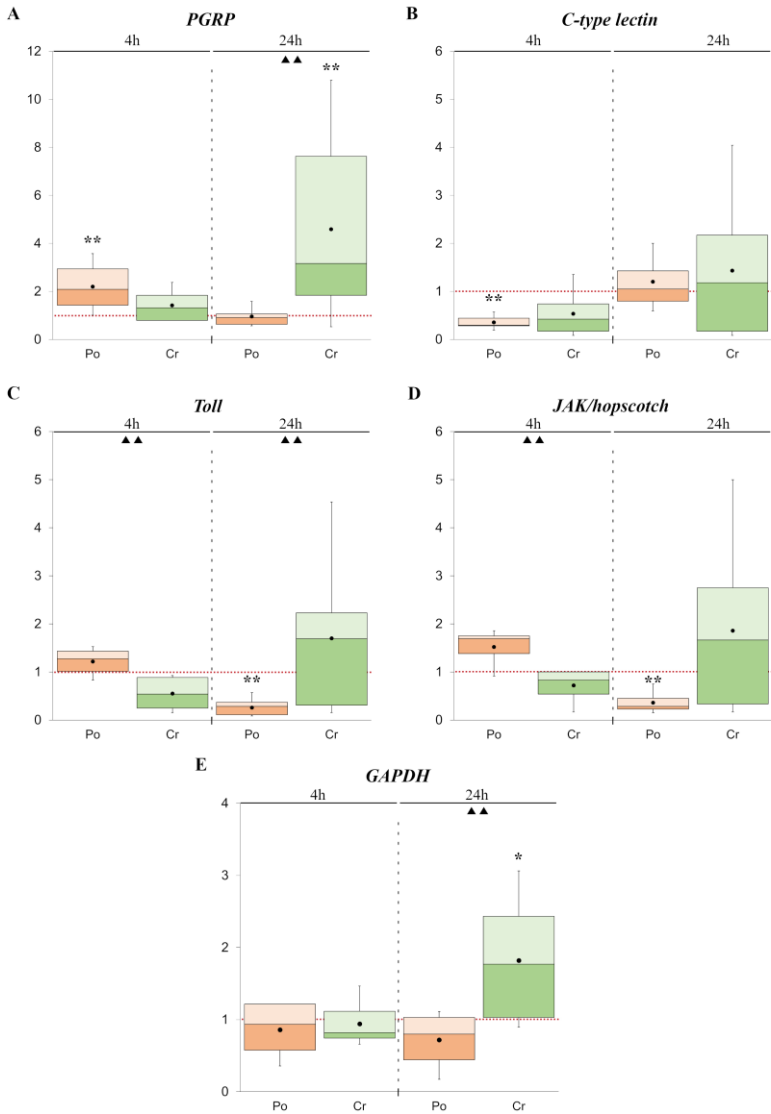 A PGRP
4h 24h
▲▲
**
**
12
10
8
6
4
2
0
Po Cr Po Cr
B C-type lectin
4h 24h
**
6
5
4
3
2
1
0
Po Cr Po Cr
C Toll
4h 24h
▲▲ ▲▲
**
6
5
4
3
2
1
0
Po Cr Po Cr
D JAK/hopscotch
4h 24h
▲▲
**
6
5
4
3
2
1
0
Po Cr Po Cr
E GAPDH
4h 24h
▲▲
*
4
3
2
1
0
Po Cr Po Cr